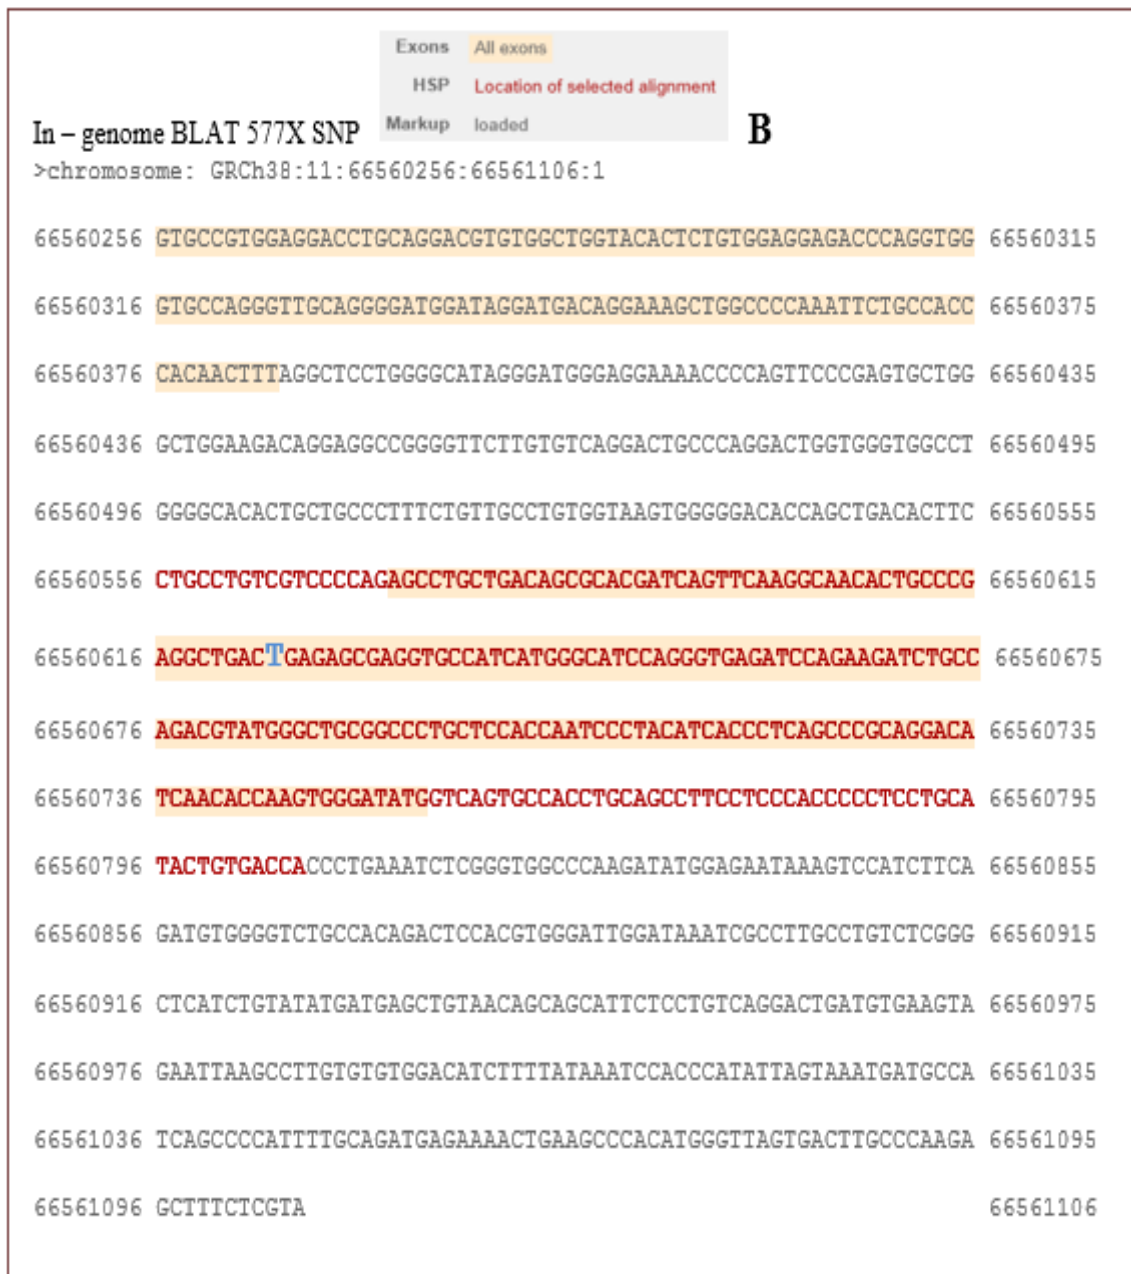 Exons All exons
HSP Location of selected alignment
Markup loaded
In – genome BLAT 577X SNP
B
>chromosome: GRCh38:11:66560256:66561106:1
66560256 GTGCCGTGGAGGACCTGCAGGACGTGTGGCTGGTACACTCTGTGGAGGAGACCCAGGTGG 66560315
66560316 GTGCCAGGGTTGCAGGGGATGGATAGGATGACAGGAAAGCTGGCCCCAAATTCTGCCACC 66560375
66560376 CACAACTTTAGGCTCCTGGGGCATAGGGATGGGAGGAAAACCCCAGTTCCCGAGTGCTGG 66560435
66560436 GCTGGAAGACAGGAGGCCGGGGTTCTTGTGTCAGGACTGCCCAGGACTGGTGGGTGGCCT 66560495
66560496 GGGGCACACTGCTGCCCTTTCTGTTGCCTGTGGTAAGTGGGGGACACCAGCTGACACTTC 66560555
66560556 CTGCCTGTCGTCCCCAGAGCCTGCTGACAGCGCACGATCAGTTCAAGGCAACACTGCCCG 66560615
66560616 AGGCTGACTGAGAGCGAGGTGCCATCATGGGCATCCAGGGTGAGATCCAGAAGATCTGCC 66560675
66560676 AGACGTATGGGCTGCGGCCCTGCTCCACCAATCCCTACATCACCCTCAGCCCGCAGGACA 66560735
66560736 TCAACACCAAGTGGGATATGGTCAGTGCCACCTGCAGCCTTCCTCCCACCCCCTCCTGCA 66560795
66560796 TACTGTGACCACCCTGAAATCTCGGGTGGCCCAAGATATGGAGAATAAAGTCCATCTTCA 66560855
66560856 GATGTGGGGTCTGCCACAGACTCCACGTGGGATTGGATAAATCGCCTTGCCTGTCTCGGG 66560915
66560916 CTCATCTGTATATGATGAGCTGTAACAGCAGCATTCTCCTGTCAGGACTGATGTGAAGTA 66560975
66560976 GAATTAAGCCTTGTGTGTGGACATCTTTTATAAATCCACCCATATTAGTAAATGATGCCA 66561035
66561036 TCAGCCCCATTTTGCAGATGAGAAAACTGAAGCCCACATGGGTTAGTGACTTGCCCAAGA 66561095
66561096 GCTTTCTCGTA 66561106